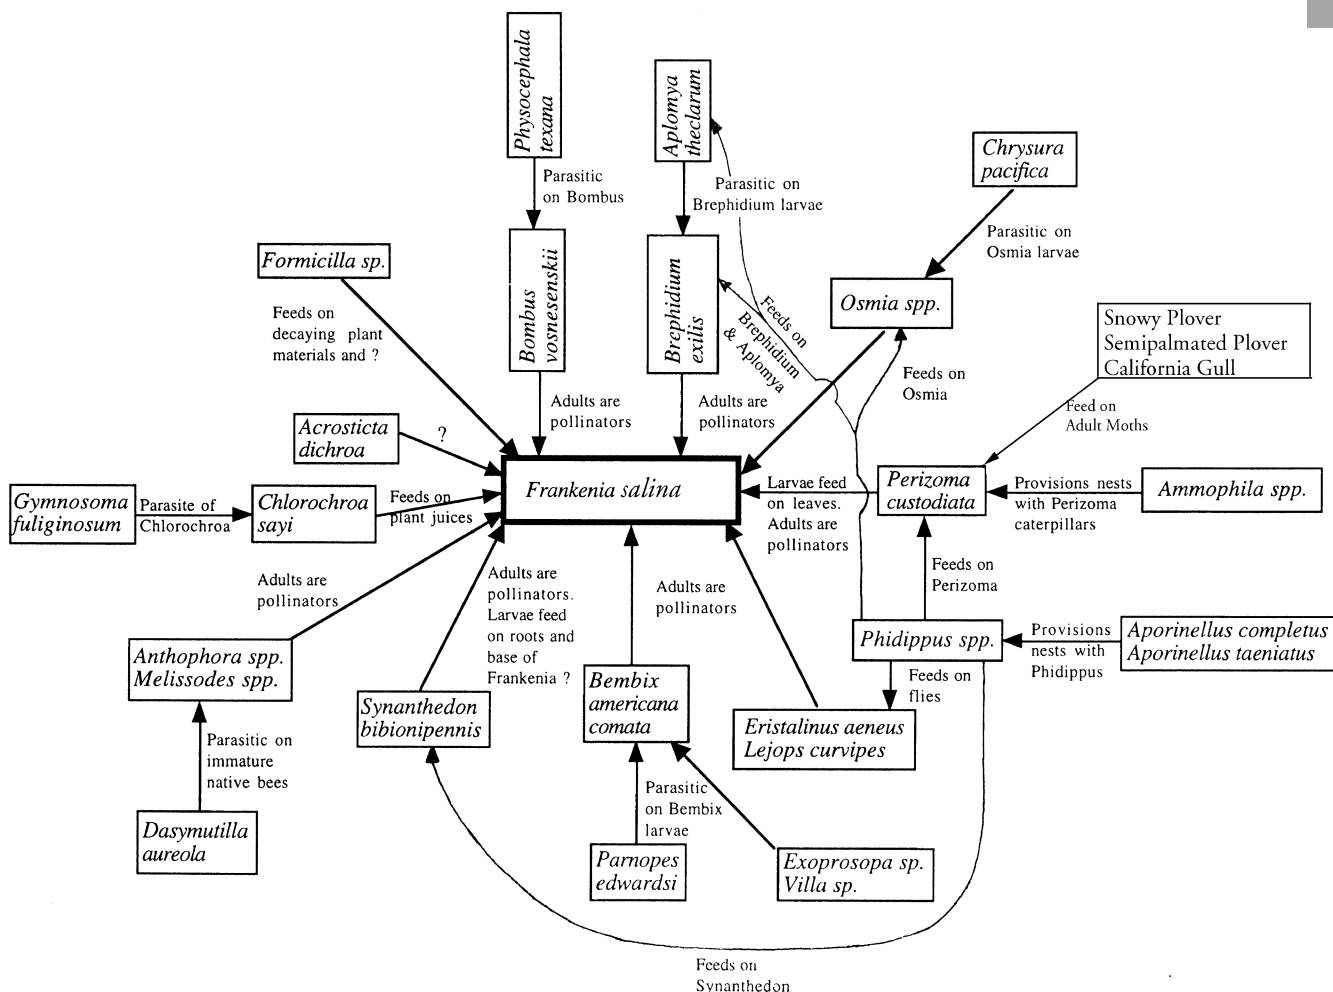 Physocephala
texana
Aplomya
theclarum
Chrysura
pacifica
Parasitic on
on Bombus
Parasitic on
Brephidium larvae
Parasitic on
Osmia larvae
Formicilla sp.
Bombus
vosnesenskii
Brephidium
exilis
Osmia spp.
Feeds on
decaying plant
materials and ?
Feeds on
Brephidium
& Aplomya
Snowy Plover
Semipalmated Plover
California Gull
Feeds on
Osmia
Adults are
pollinators
Adults are
pollinators
Feed on
Adult Moths
Acrosticta
dichroa
?
Frankenia salina
Gymnosoma
fuliginosum
Parasite of
Chlorochroa
Chlorochroa
sayi
Feeds on
plant juices
Larvae feed
on leaves.
Adults are
pollinators
Perizoma
custodiata
Provisions nests
with Perizoma
caterpillars
Ammophila spp.
Adults are
pollinators
Adults are
pollinators.
Larvae feed
on roots and
base of
Frankenia ?
Adults are
pollinators
Feeds on
Perizoma
Anthophora spp.
Melissodes spp.
Phidippus spp.
Provisions
nests with
Phidippus
Aporinellus completus
Aporinellus taeniatus
Synanthedon
bibionipennis
Bembix
americana
comata
Feeds on
flies
Eristalinus aeneus
Lejops curvipes
Parasitic on
immature
native bees
Parasitic
on Bembix
larvae
Dasymutilla
aureola
Parnopes
edwardsi
Exoprosopa sp.
Villa sp.
Feeds on
Synanthedon